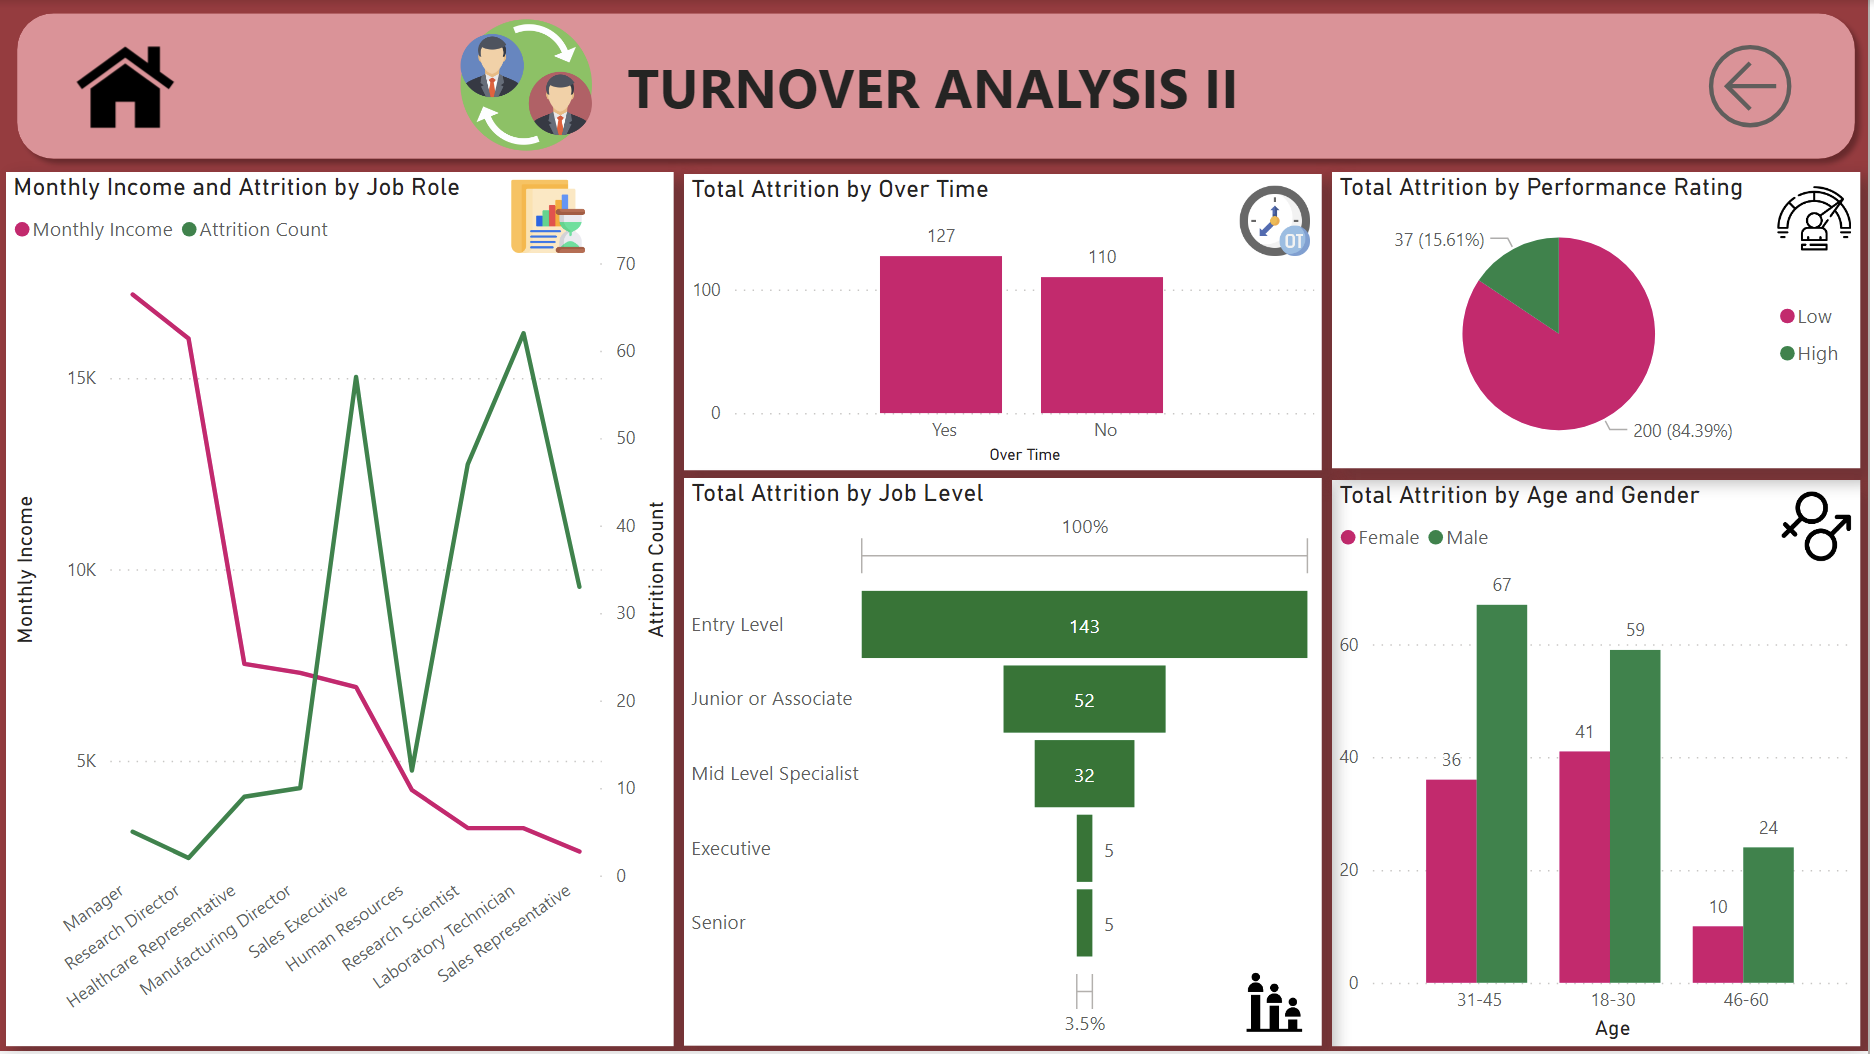 TURNOVER ANALYSIS II
Monthly Income and Attrition by Job Role
Monthly Income Attrition Count
70
60
50
40
30
20
10
0
15K
10K
5K
Monthly Income
Attrition Count
Manager
Research Director
Healthcare Representative
Manufacturing Director
Sales Executive
Human Resources
Research Scientist
Laboratory Technician
Sales Representative
Total Attrition by Over Time
OT
127
110
100
0
Yes No
Over Time
Total Attrition by Performance Rating
37 (15.61%)
Low
High
200 (84.39%)
Total Attrition by Job Level
100%
Entry Level 143
Junior or Associate 52
Mid Level Specialist 32
Executive 5
Senior 5
3.5%
Total Attrition by Age and Gender
Female Male
67
59
60
41
36
40
24
20
10
0
31-45 18-30 46-60
Age